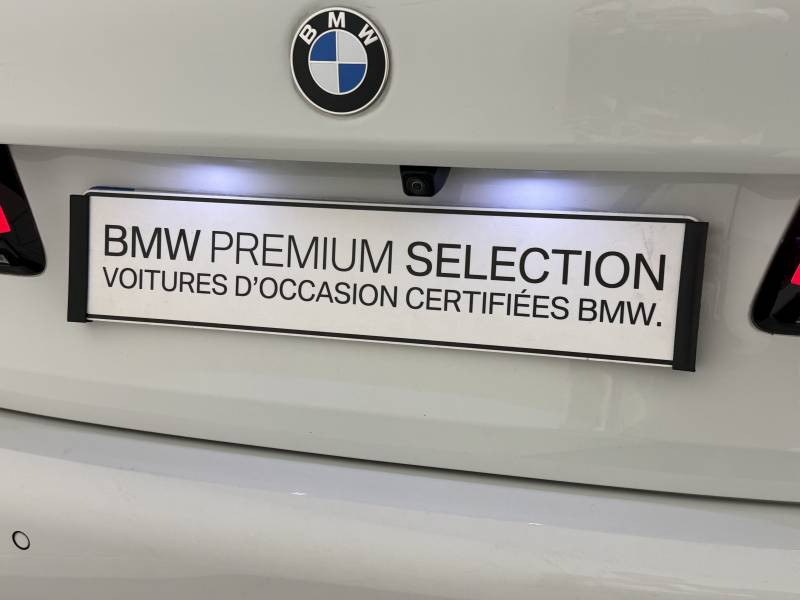 BMW
BMW PREMIUM SELECTION
VOITURES D'OCCASION CERTIFIÉES BMW.